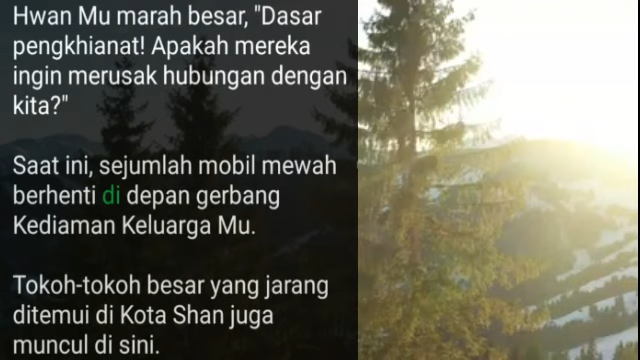 Hwan Mu marah besar, "Dasar
pengkhianat! Apakah mereka
ingin merusak hubungan dengan
kita?"
Saat ini, sejumlah mobil mewah
berhenti di depan gerbang
Kediaman Keluarga Mu.
Tokoh-tokoh besar yang jarang
ditemui di Kota Shan juga
muncul di sini.